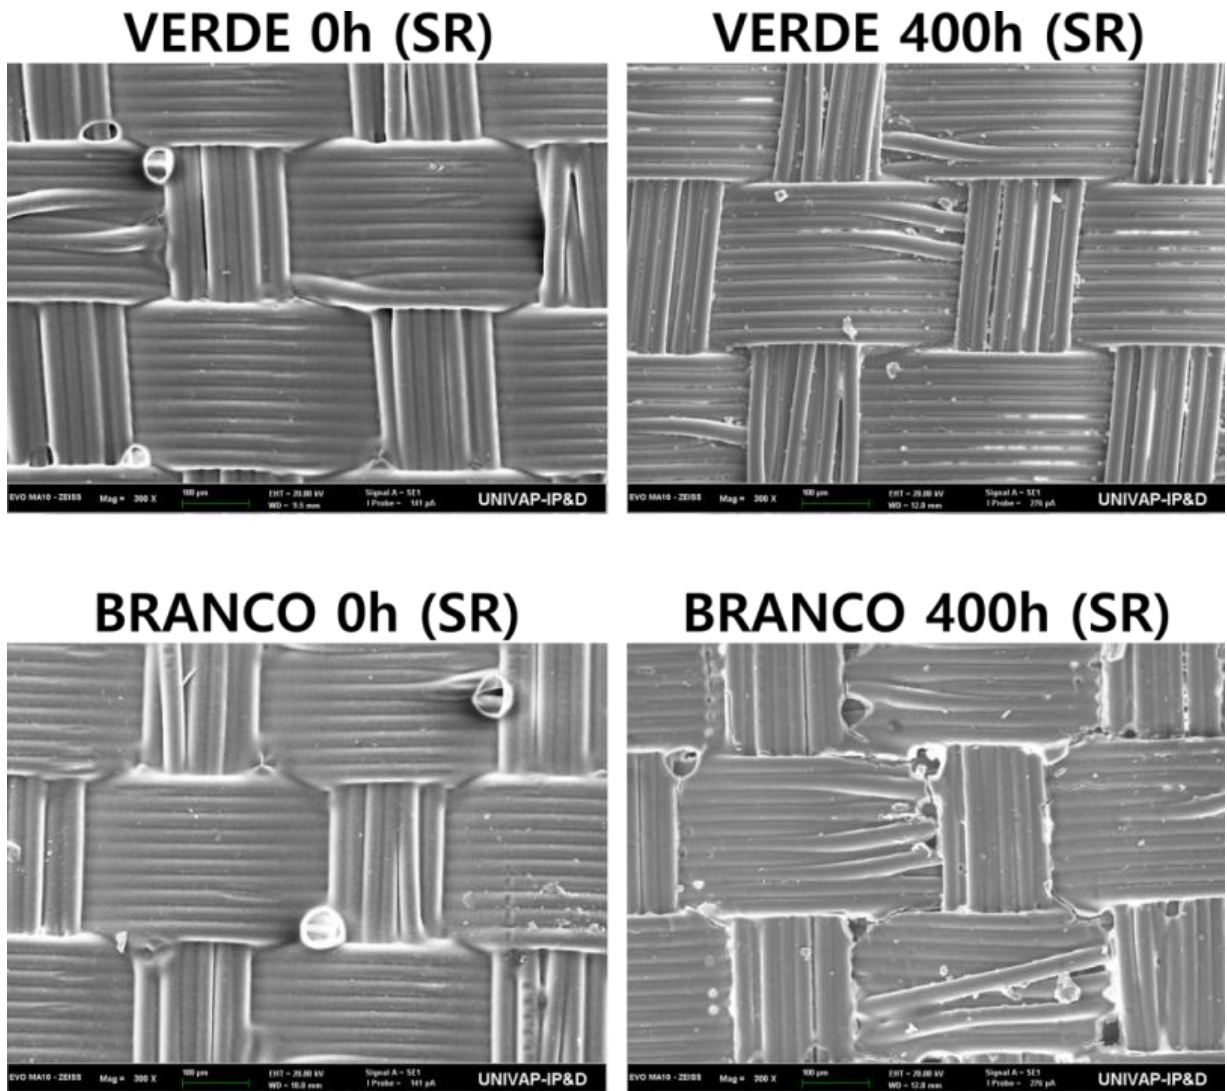 VERDE 0h (SR)
VERDE 400h (SR)
EVO MA10 - ZEISS Mag = 300 X 100 µm EHT = 20.00 kV Signal A = SE1 UNIVAP-IP&D
WD = 9.5 mm I Probe = 141 pA
EVO MA10 - ZEISS Mag = 300 X 100 µm EHT = 20.00 kV Signal A = SE1 UNIVAP-IP&D
WD = 12.0 mm I Probe = 276 pA
BRANCO 0h (SR)
BRANCO 400h (SR)
EVO MA10 - ZEISS Mag = 300 X 100 µm EHT = 20.00 kV Signal A = SE1 UNIVAP-IP&D
WD = 10.0 mm I Probe = 141 pA
EVO MA10 - ZEISS Mag = 300 X 100 µm EHT = 20.00 kV Signal A = SE1 UNIVAP-IP&D
WD = 12.0 mm I Probe = 276 pA